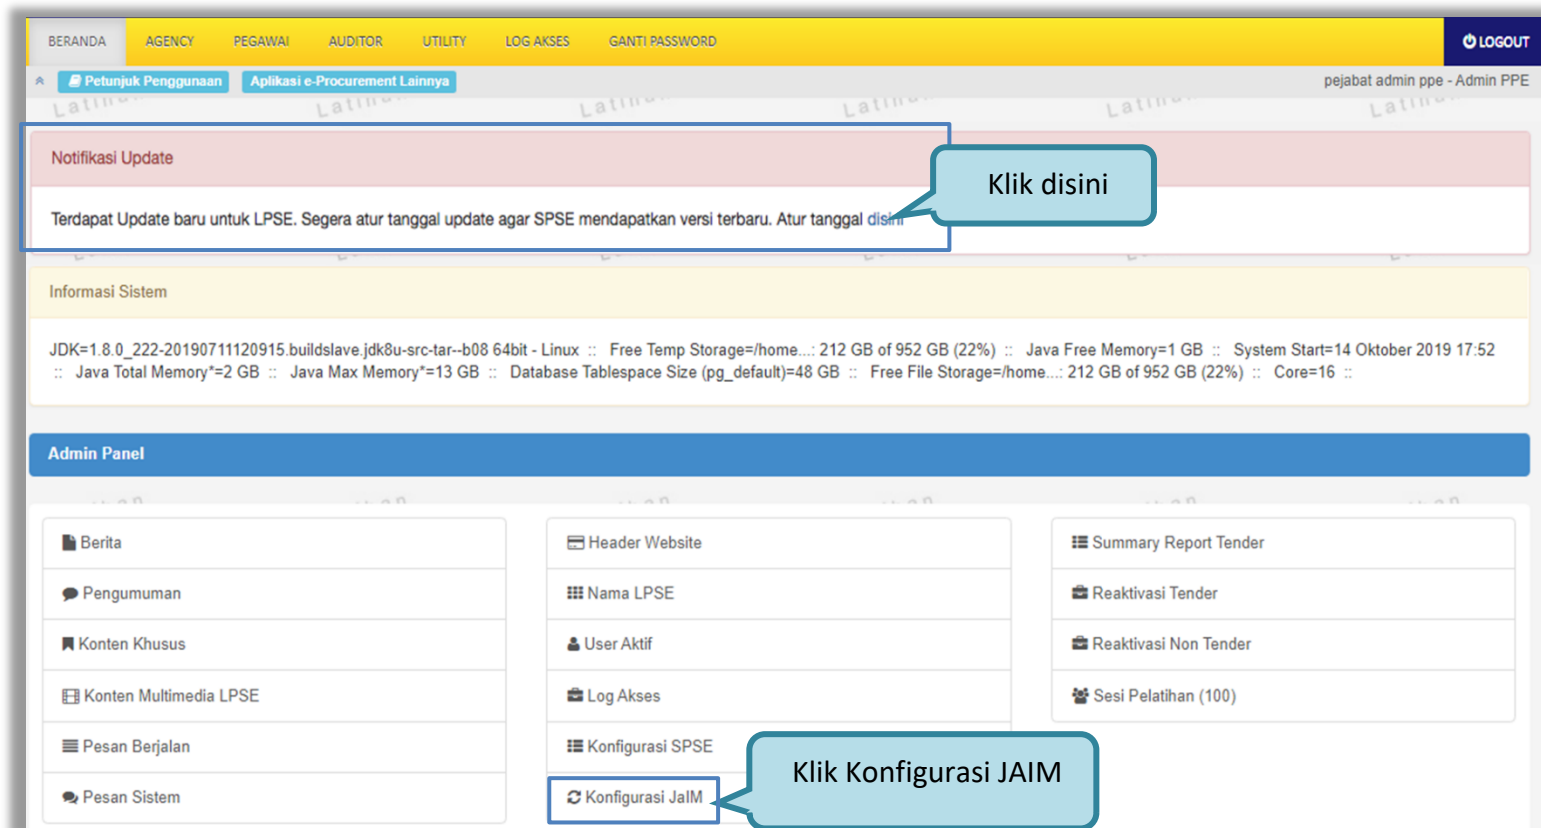 BERANDA AGENCY PEGAWAI AUDITOR UTILITY LOG AKSES GANTI PASSWORD LOGOUT
Petunjuk Penggunaan Aplikasi e-Procurement Lainnya pejabat admin ppe - Admin PPE
Notifikasi Update
Klik disini
Terdapat Update baru untuk LPSE. Segera atur tanggal update agar SPSE mendapatkan versi terbaru. Atur tanggal disini
Informasi Sistem
JDK=1.8.0_222-20190711120915.buildslave.jdk8u-src-tar--b08 64bit - Linux :: Free Temp Storage=/home...: 212 GB of 952 GB (22%) :: Java Free Memory=1 GB :: System Start=14 Oktober 2019 17:52
:: Java Total Memory*=2 GB :: Java Max Memory*=13 GB :: Database Tablespace Size (pg_default)=48 GB :: Free File Storage=/home...: 212 GB of 952 GB (22%) :: Core=16 ::
Admin Panel
Berita
Pengumuman
Konten Khusus
Konten Multimedia LPSE
Pesan Berjalan
Pesan Sistem
Header Website
Nama LPSE
User Aktif
Log Akses
Konfigurasi SPSE
Konfigurasi JaIM
Klik Konfigurasi JAIM
Summary Report Tender
Reaktivasi Tender
Reaktivasi Non Tender
Sesi Pelatihan (100)